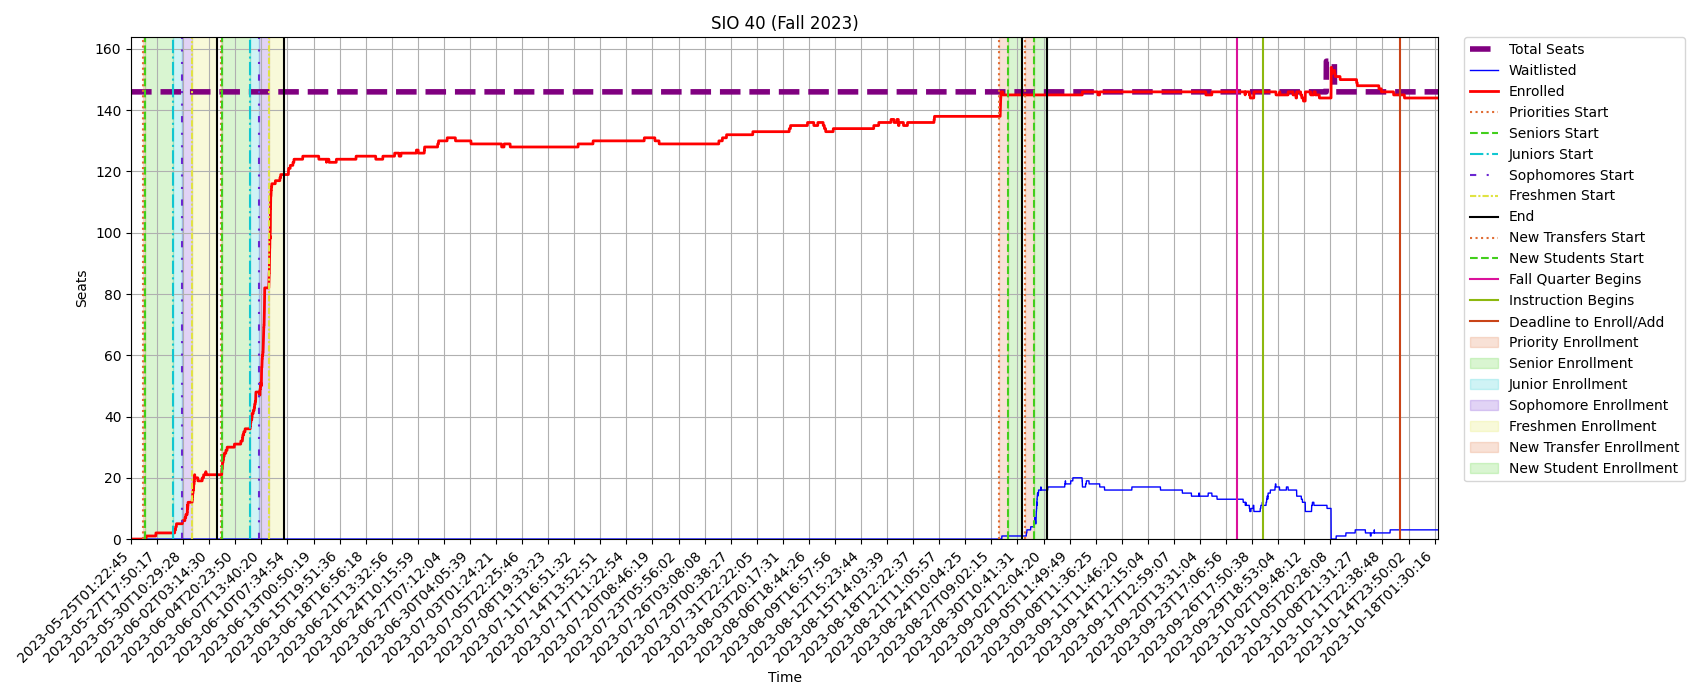 SIO 40 (Fall 2023)
Seats
160
140
120
100
80
60
40
20
0
2023-05-25T01:22:45
2023-05-27T17:50:17
2023-05-30T10:29:28
2023-06-02T03:14:30
2023-06-04T20:23:50
2023-06-07T13:40:20
2023-06-10T07:34:54
2023-06-13T00:50:19
2023-06-15T19:51:36
2023-06-18T16:56:18
2023-06-21T13:32:56
2023-06-24T10:15:59
2023-06-27T07:12:04
2023-06-30T04:05:39
2023-07-03T01:24:21
2023-07-05T22:25:46
2023-07-08T19:33:23
2023-07-11T16:51:32
2023-07-14T13:52:51
2023-07-17T11:22:54
2023-07-20T08:46:19
2023-07-23T05:56:02
2023-07-26T03:08:08
2023-07-29T00:38:27
2023-07-31T22:22:05
2023-08-03T20:17:31
2023-08-06T18:44:26
2023-08-09T16:57:56
2023-08-12T15:23:44
2023-08-15T14:03:39
2023-08-18T12:22:37
2023-08-21T11:05:57
2023-08-24T10:04:25
2023-08-27T09:02:15
2023-08-30T10:41:31
2023-09-02T12:04:20
2023-09-05T11:49:49
2023-09-08T11:36:25
2023-09-11T11:46:20
2023-09-14T12:15:04
2023-09-17T12:59:07
2023-09-20T13:31:04
2023-09-23T17:06:56
2023-09-26T17:50:38
2023-09-29T18:53:04
2023-10-02T19:48:12
2023-10-05T20:28:08
2023-10-08T21:31:27
2023-10-11T22:38:48
2023-10-14T23:50:02
2023-10-18T01:30:16
Time
Total Seats
Waitlisted
Enrolled
Priorities Start
Seniors Start
Juniors Start
Sophomores Start
Freshmen Start
End
New Transfers Start
New Students Start
Fall Quarter Begins
Instruction Begins
Deadline to Enroll/Add
Priority Enrollment
Senior Enrollment
Junior Enrollment
Sophomore Enrollment
Freshmen Enrollment
New Transfer Enrollment
New Student Enrollment